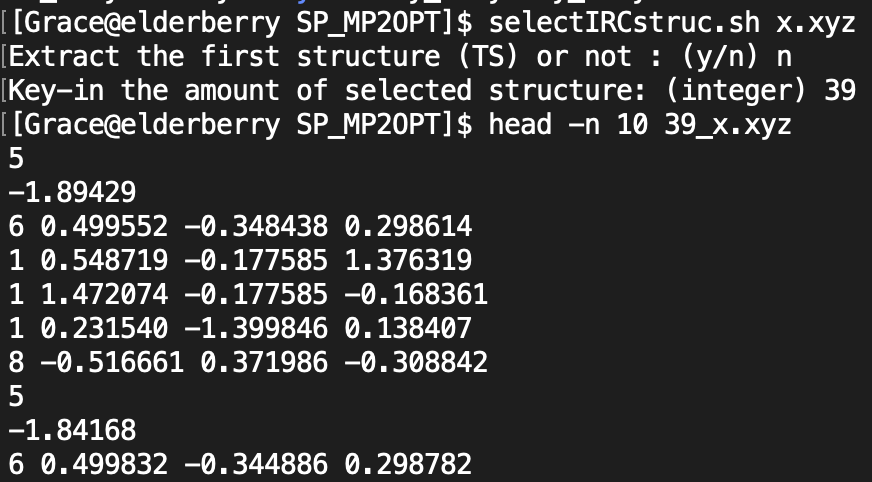 [[Grace@elderberry SP_MP2OPT]$ selectIRCstruc.sh x.xyz
[Extract the first structure (TS) or not : (y/n) n
[Key-in the amount of selected structure: (integer) 39
[[Grace@elderberry SP_MP2OPT]$ head -n 10 39_x.xyz
5
-1.89429
6 0.499552 -0.348438 0.298614
1 0.548719 -0.177585 1.376319
1 1.472074 -0.177585 -0.168361
1 0.231540 -1.399846 0.138407
8 -0.516661 0.371986 -0.308842
5
-1.84168
6 0.499832 -0.344886 0.298782